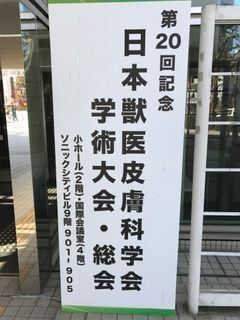 第20回記念
日本獣医皮膚科学会
学術大会・総会
小ホール(2階)・国際会議室(4階)
ソニックシティビル9階 901-905